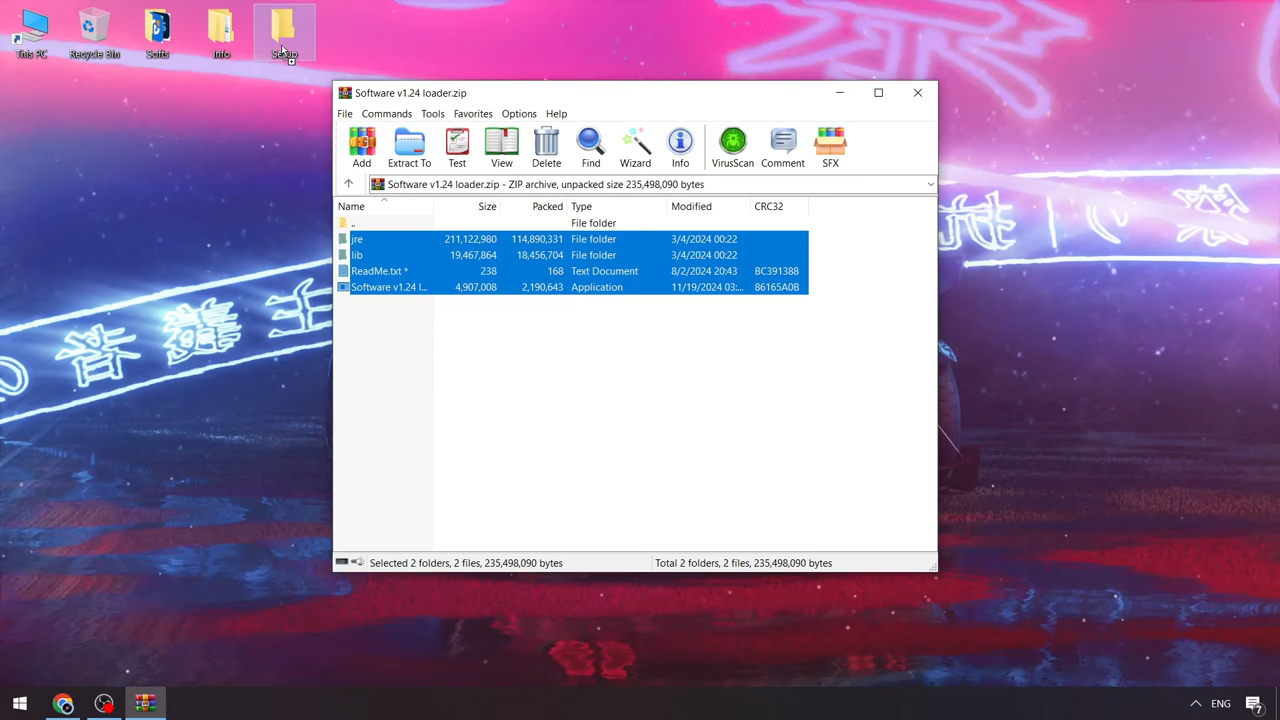 This PC
Recycle Bin
Softs
Info
Setup
Software v1.24 loader.zip
File
Commands
Tools
Favorites
Options
Help
Add
Extract To
Test
View
Delete
Find
Wizard
Info
VirusScan
Comment
SFX
Software v1.24 loader.zip - ZIP archive, unpacked size 235,498,090 bytes
Name Size Packed Type Modified CRC32
.. File folder
jre 211,122,980 114,890,331 File folder 3/4/2024 00:22
lib 19,467,864 18,456,704 File folder 3/4/2024 00:22
ReadMe.txt * 238 168 Text Document 8/2/2024 20:43 BC391388
Software v1.24 l... 4,907,008 2,190,643 Application 11/19/2024 03:... 86165A0B
Selected 2 folders, 2 files, 235,498,090 bytes
Total 2 folders, 2 files, 235,498,090 bytes
ENG
7